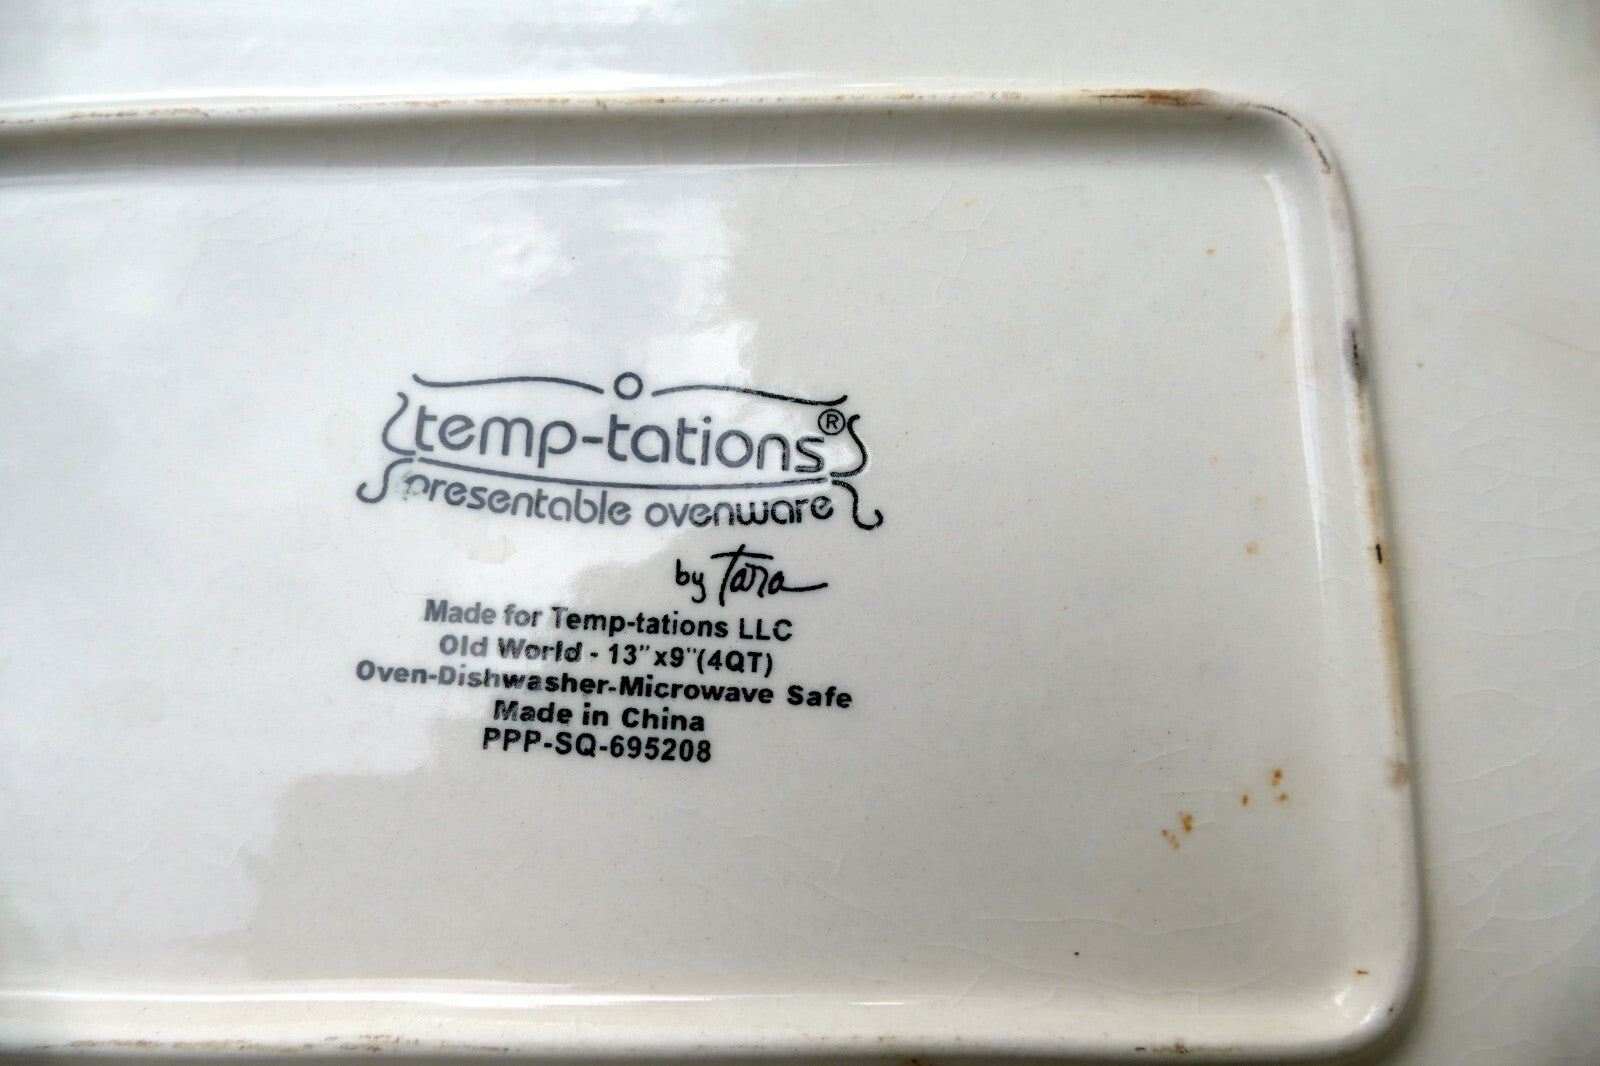 temp-tations®
presentable ovenware
by Tara
Made for Temp-tations LLC
Old World - 13"x9"(4QT)
Oven-Dishwasher-Microwave Safe
Made in China
PPP-SQ-695208